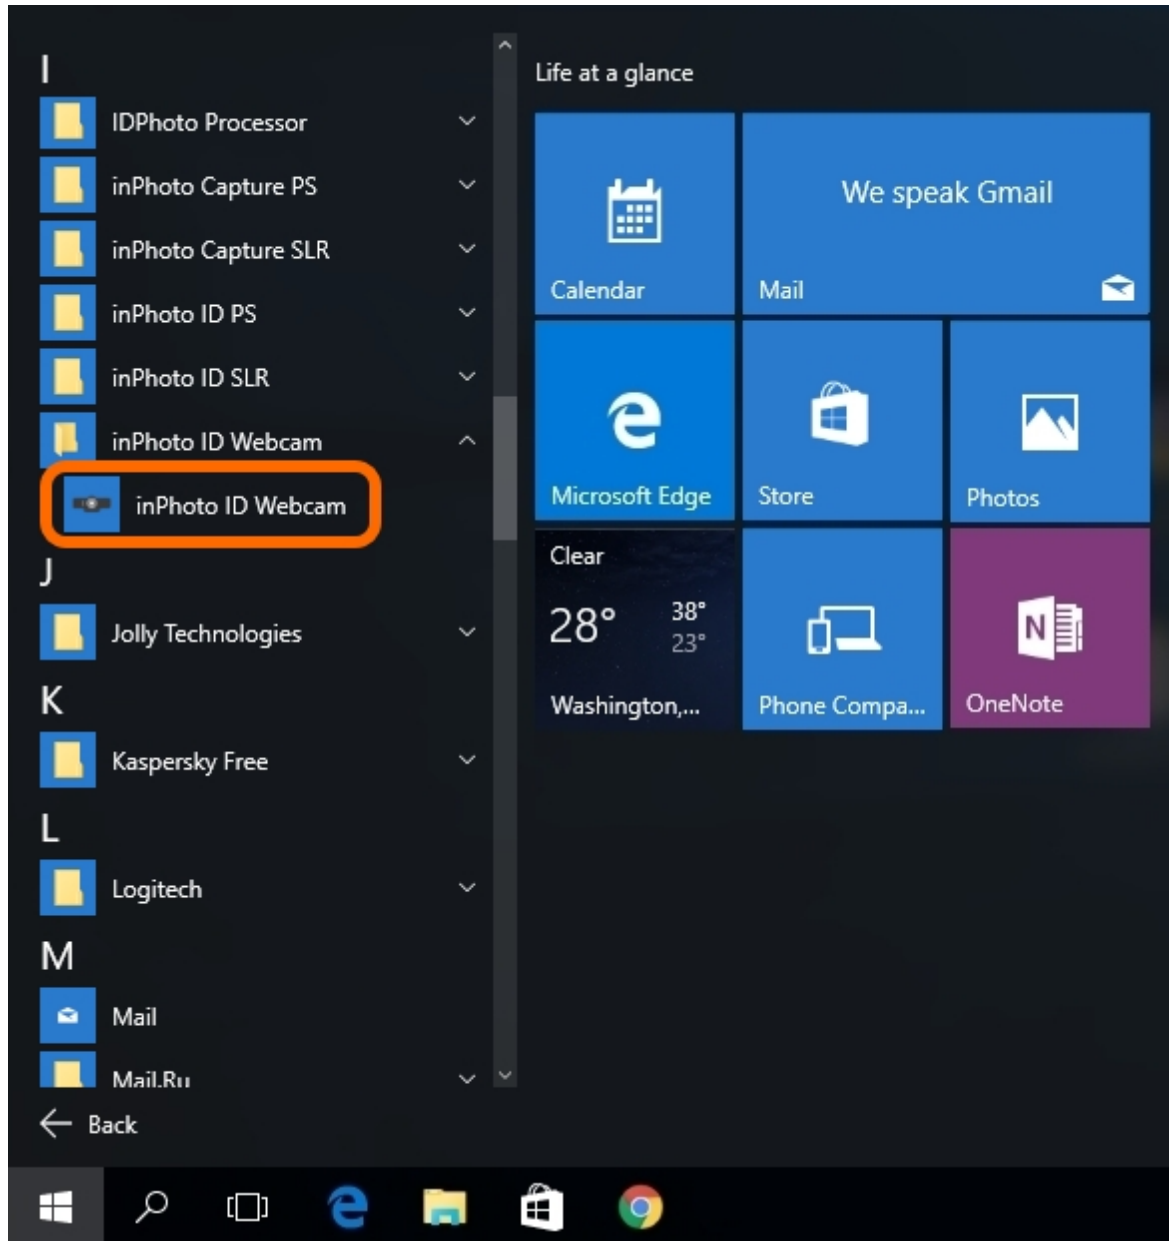 I
IDPhoto Processor
inPhoto Capture PS
inPhoto Capture SLR
inPhoto ID PS
inPhoto ID SLR
inPhoto ID Webcam
inPhoto ID Webcam
J
Jolly Technologies
K
Kaspersky Free
L
Logitech
M
Mail
Mail.Ru
Back
Life at a glance
Calendar
We speak Gmail
Mail
Microsoft Edge
Store
Photos
Clear
28° 38°
23°
Washington,...
Phone Compa...
N
OneNote